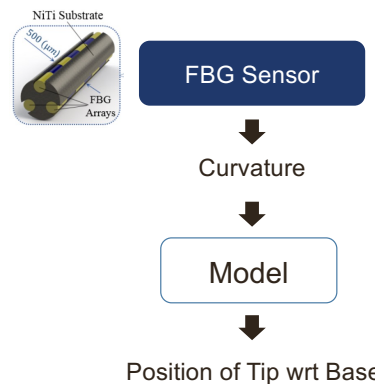 NiTi Substrate
500 (μm)
FBG
Arrays
FBG Sensor
Curvature
Model
Position of Tip wrt Base